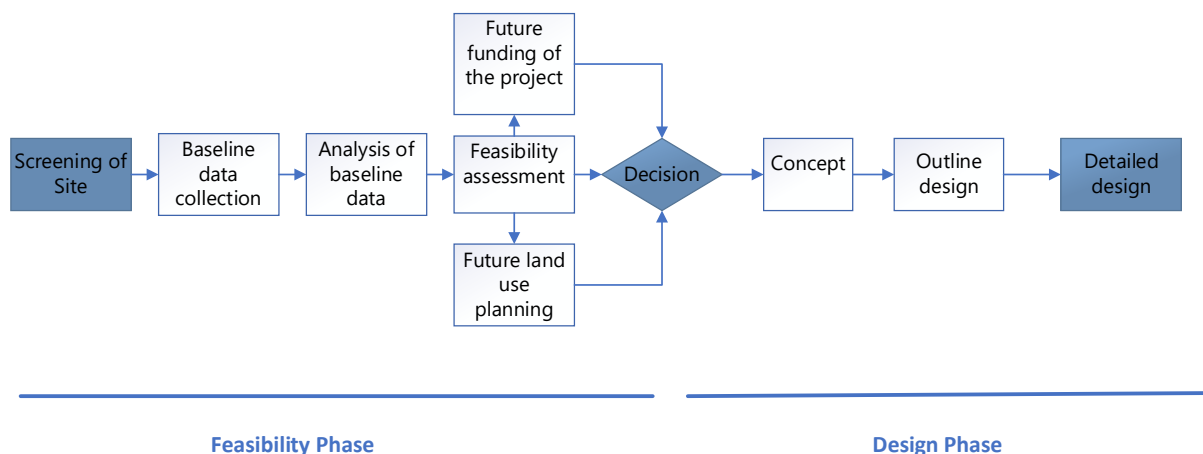 Future
funding of
the project
Screening of
Site
Baseline
data
collection
Analysis of
baseline
data
Feasibility
assessment
Decision
Concept
Outline
design
Detailed
design
Future land
use
planning
Feasibility Phase
Design Phase